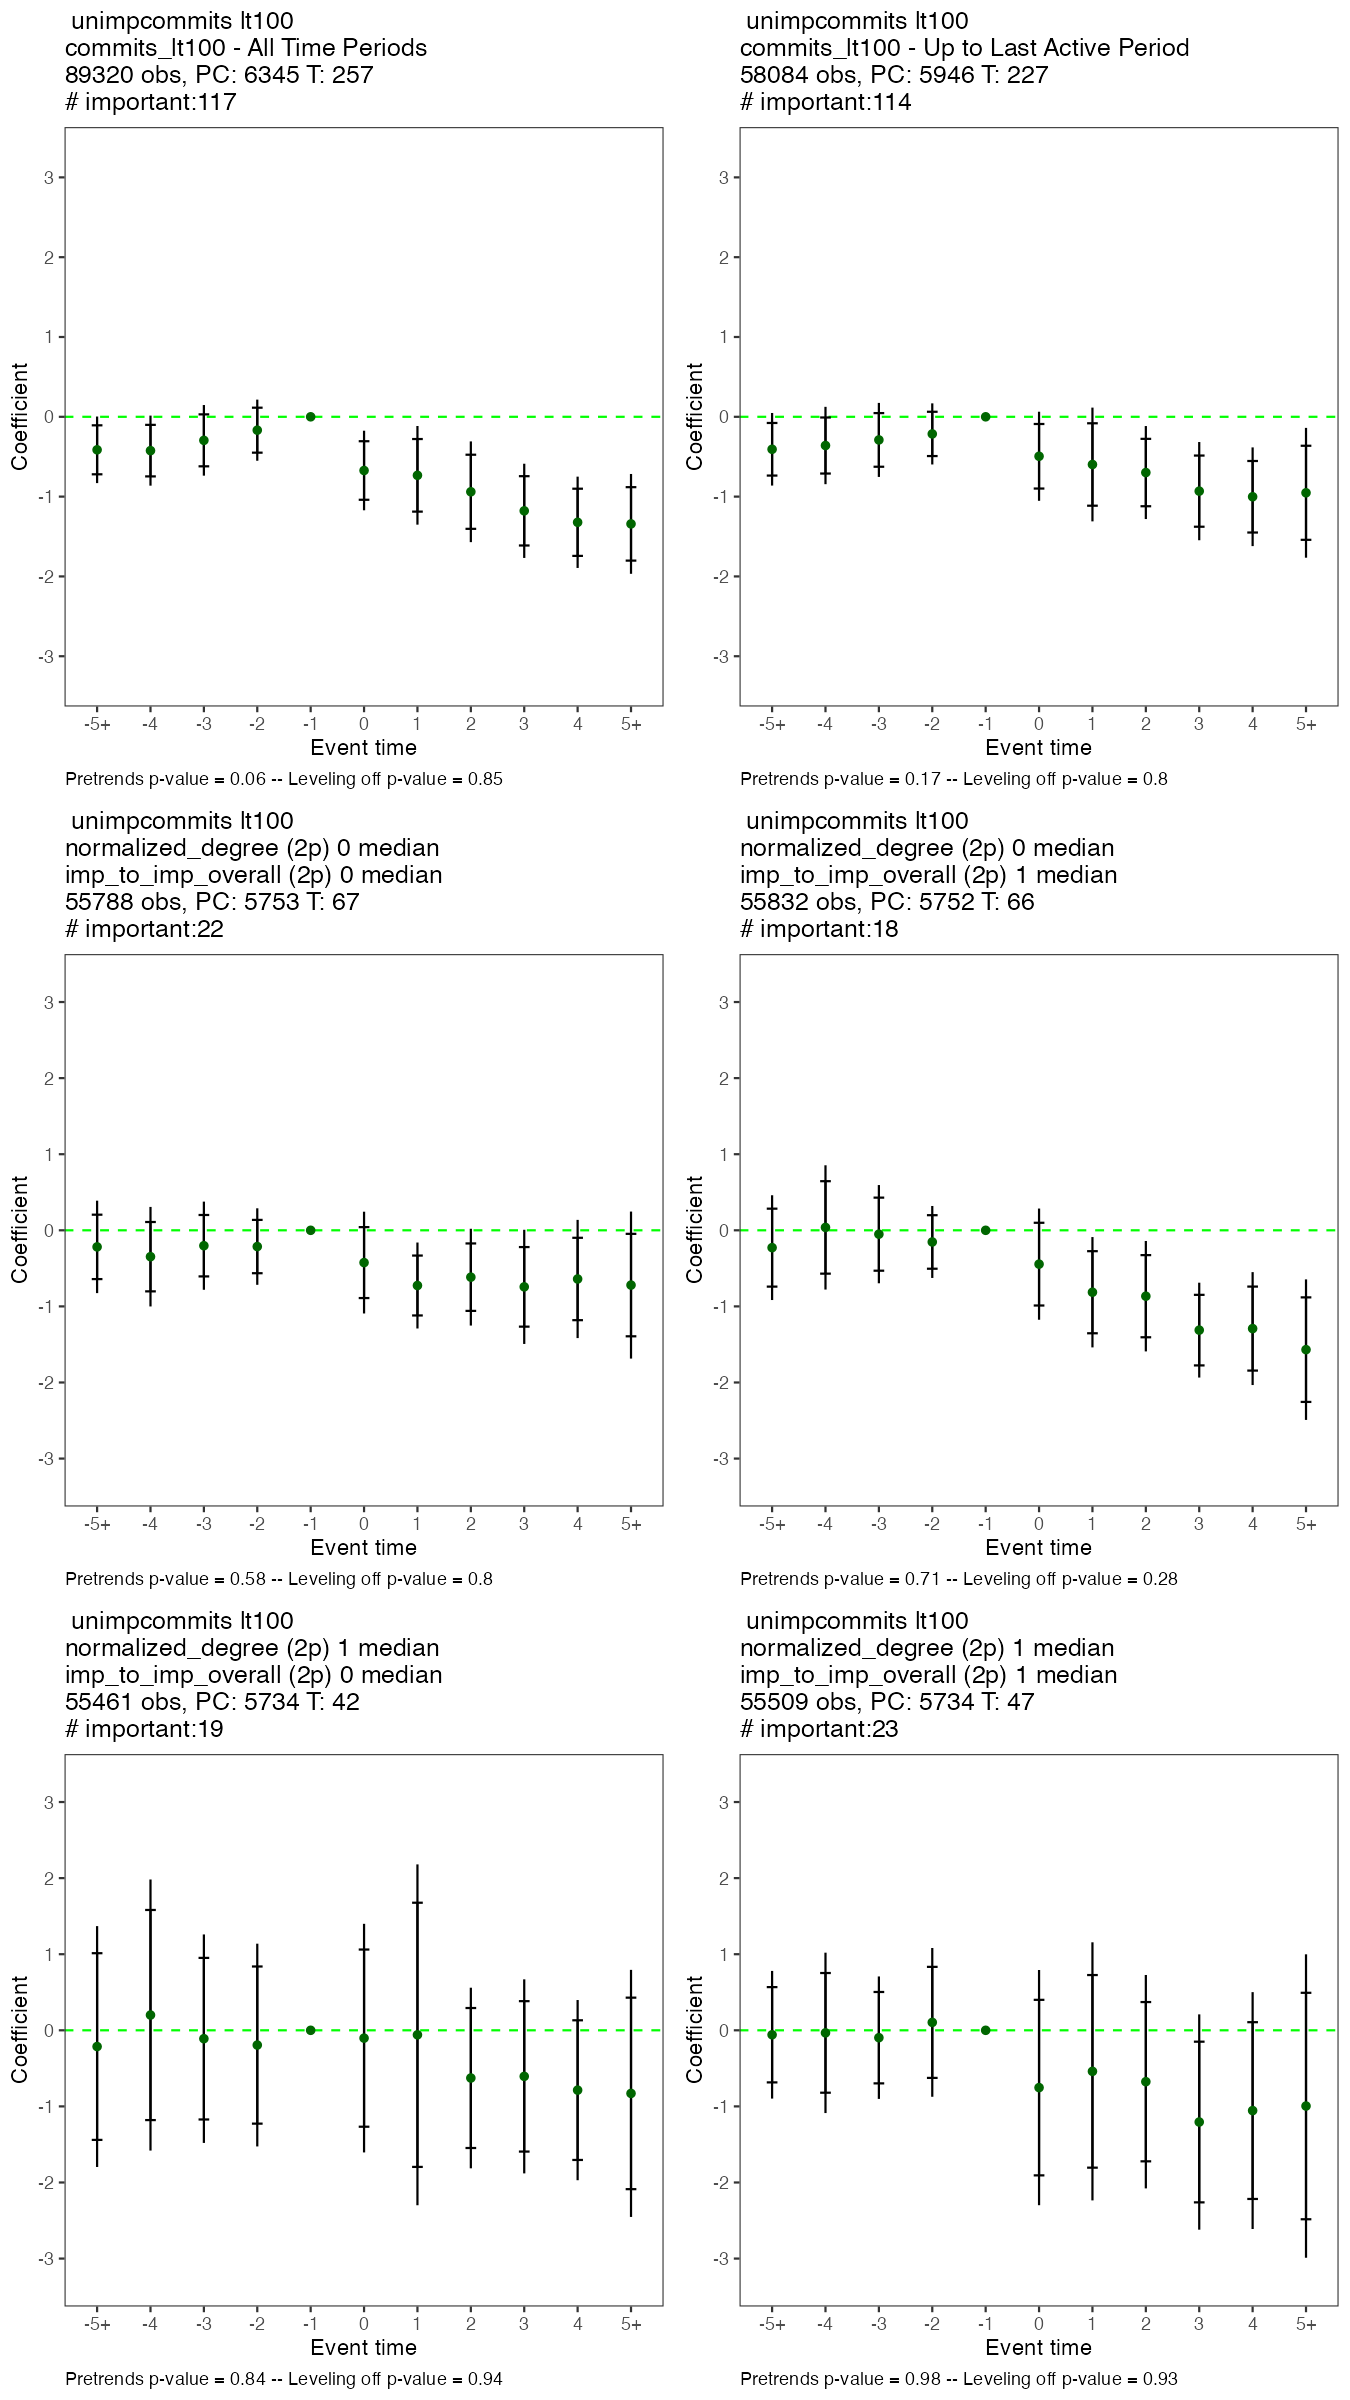 unimpcommits lt100
commits_lt100 - All Time Periods
89320 obs, PC: 6345 T: 257
# important:117
3
2
1
0
-1
-2
-3
Coefficient
-5+ -4 -3 -2 -1 0 1 2 3 4 5+
Event time
Pretrends p-value = 0.06 -- Leveling off p-value = 0.85
unimpcommits lt100
commits_lt100 - Up to Last Active Period
58084 obs, PC: 5946 T: 227
# important:114
3
2
1
0
-1
-2
-3
Coefficient
-5+ -4 -3 -2 -1 0 1 2 3 4 5+
Event time
Pretrends p-value = 0.17 -- Leveling off p-value = 0.8
unimpcommits lt100
normalized_degree (2p) 0 median
imp_to_imp_overall (2p) 0 median
55788 obs, PC: 5753 T: 67
# important:22
3
2
1
0
-1
-2
-3
Coefficient
-5+ -4 -3 -2 -1 0 1 2 3 4 5+
Event time
Pretrends p-value = 0.58 -- Leveling off p-value = 0.8
unimpcommits lt100
normalized_degree (2p) 0 median
imp_to_imp_overall (2p) 1 median
55832 obs, PC: 5752 T: 66
# important:18
3
2
1
0
-1
-2
-3
Coefficient
-5+ -4 -3 -2 -1 0 1 2 3 4 5+
Event time
Pretrends p-value = 0.71 -- Leveling off p-value = 0.28
unimpcommits lt100
normalized_degree (2p) 1 median
imp_to_imp_overall (2p) 0 median
55461 obs, PC: 5734 T: 42
# important:19
3
2
1
0
-1
-2
-3
Coefficient
-5+ -4 -3 -2 -1 0 1 2 3 4 5+
Event time
Pretrends p-value = 0.84 -- Leveling off p-value = 0.94
unimpcommits lt100
normalized_degree (2p) 1 median
imp_to_imp_overall (2p) 1 median
55509 obs, PC: 5734 T: 47
# important:23
3
2
1
0
-1
-2
-3
Coefficient
-5+ -4 -3 -2 -1 0 1 2 3 4 5+
Event time
Pretrends p-value = 0.98 -- Leveling off p-value = 0.93